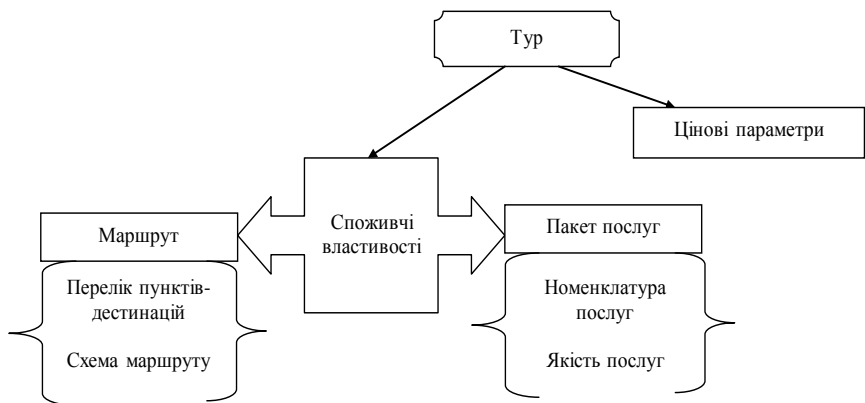 Тур
Цінові параметри
Споживчі
властивості
Маршрут
Перелік пунктів-
дестинацій
Схема маршруту
Пакет послуг
Номенклатура
послуг
Якість послуг